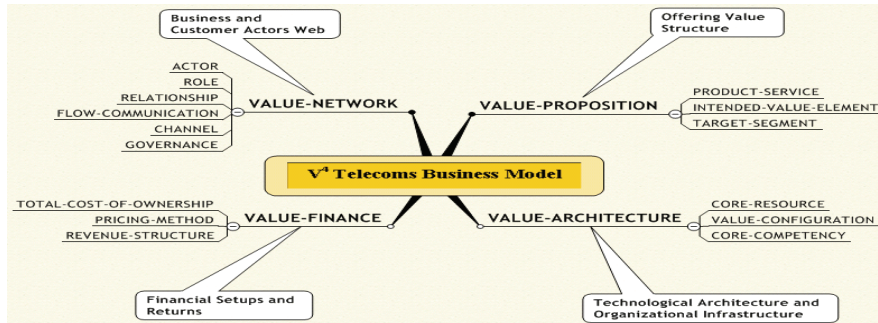 Business and
Customer Actors Web
Offering Value
Structure
ACTOR
ROLE
RELATIONSHIP
FLOW-COMMUNICATION
CHANNEL
GOVERNANCE
VALUE-NETWORK
VALUE-PROPOSITION
PRODUCT-SERVICE
INTENDED-VALUE-ELEMENT
TARGET-SEGMENT
V⁴ Telecoms Business Model
TOTAL-COST-OF-OWNERSHIP
PRICING-METHOD
REVENUE-STRUCTURE
VALUE-FINANCE
VALUE-ARCHITECTURE
CORE-RESOURCE
VALUE-CONFIGURATION
CORE-COMPETENCY
Financial Setups and
Returns
Technological Architecture and
Organizational Infrastructure